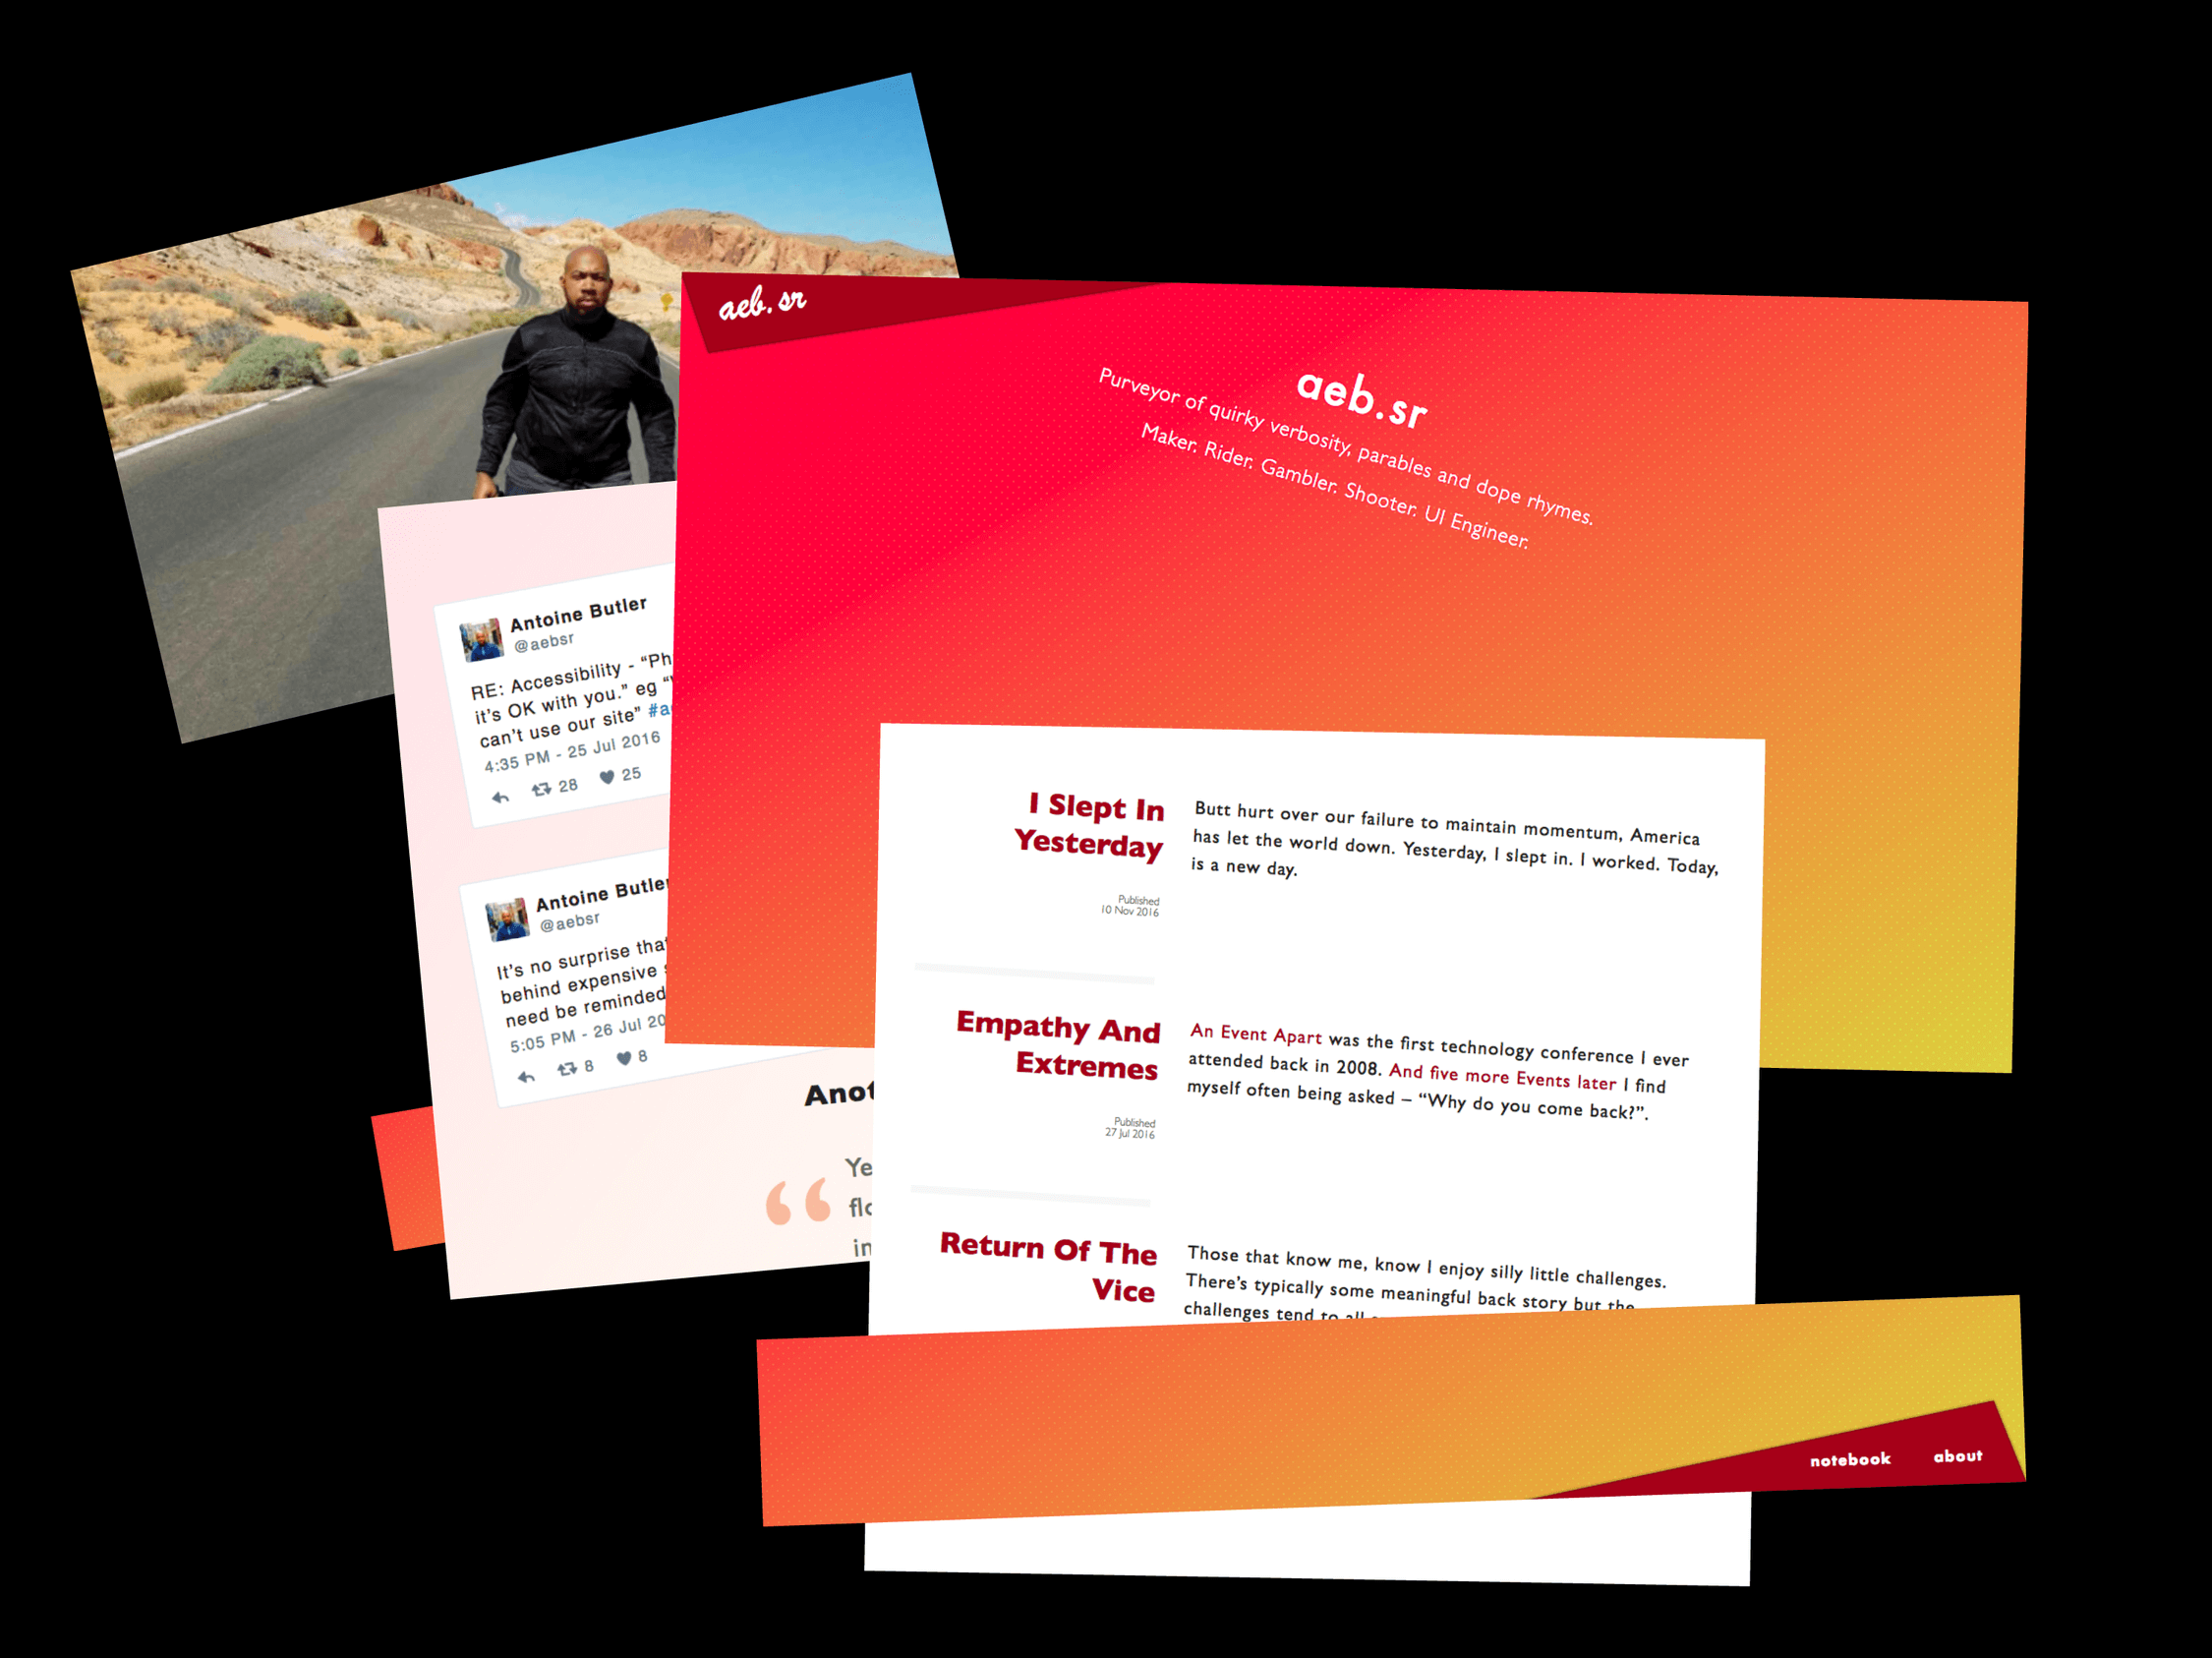 aeb.sr
aeb.sr
Purveyor of quirky verbosity, parables and dope rhymes.
Maker. Rider. Gambler. Shooter. UI Engineer.
Antoine Butler
@aebsr
RE: Accessibility - “Ph
it’s OK with you.” eg “
can’t use our site” #a
4:35 PM - 25 Jul 2016
28 25
Antoine Butler
@aebsr
It’s no surprise that
behind expensive
need be reminded
5:05 PM - 26 Jul 20
8 8
Anot
“ Ye
flo
in
I Slept In
Yesterday
Published
10 Nov 2016
Butt hurt over our failure to maintain momentum, America
has let the world down. Yesterday, I slept in. I worked. Today,
is a new day.
Empathy And
Extremes
Published
27 Jul 2016
An Event Apart was the first technology conference I ever
attended back in 2008. And five more Events later I find
myself often being asked – “Why do you come back?”.
Return Of The
Vice
Those that know me, know I enjoy silly little challenges.
There’s typically some meaningful back story but the
challenges tend to all
notebook about